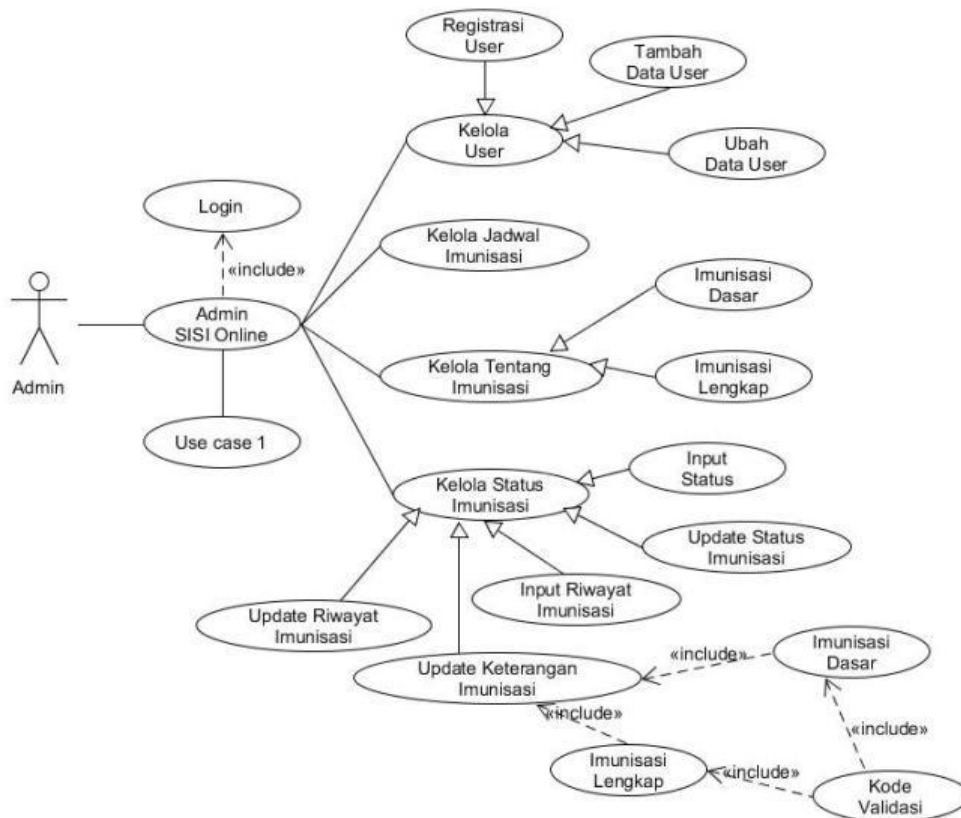 Registrasi
User
Tambah
Data User
Kelola
User
Ubah
Data User
Login
Kelola Jadwal
Imunisasi
«include»
Imunisasi
Dasar
Admin
SISI Online
Admin
Kelola Tentang
Imunisasi
Imunisasi
Lengkap
Use case 1
Input
Status
Kelola Status
Imunisasi
Update Status
Imunisasi
Input Riwayat
Imunisasi
Update Riwayat
Imunisasi
Update Keterangan
Imunisasi
«include»
Imunisasi
Dasar
«include»
«include»
Imunisasi
Lengkap
«include»
Kode
Validasi